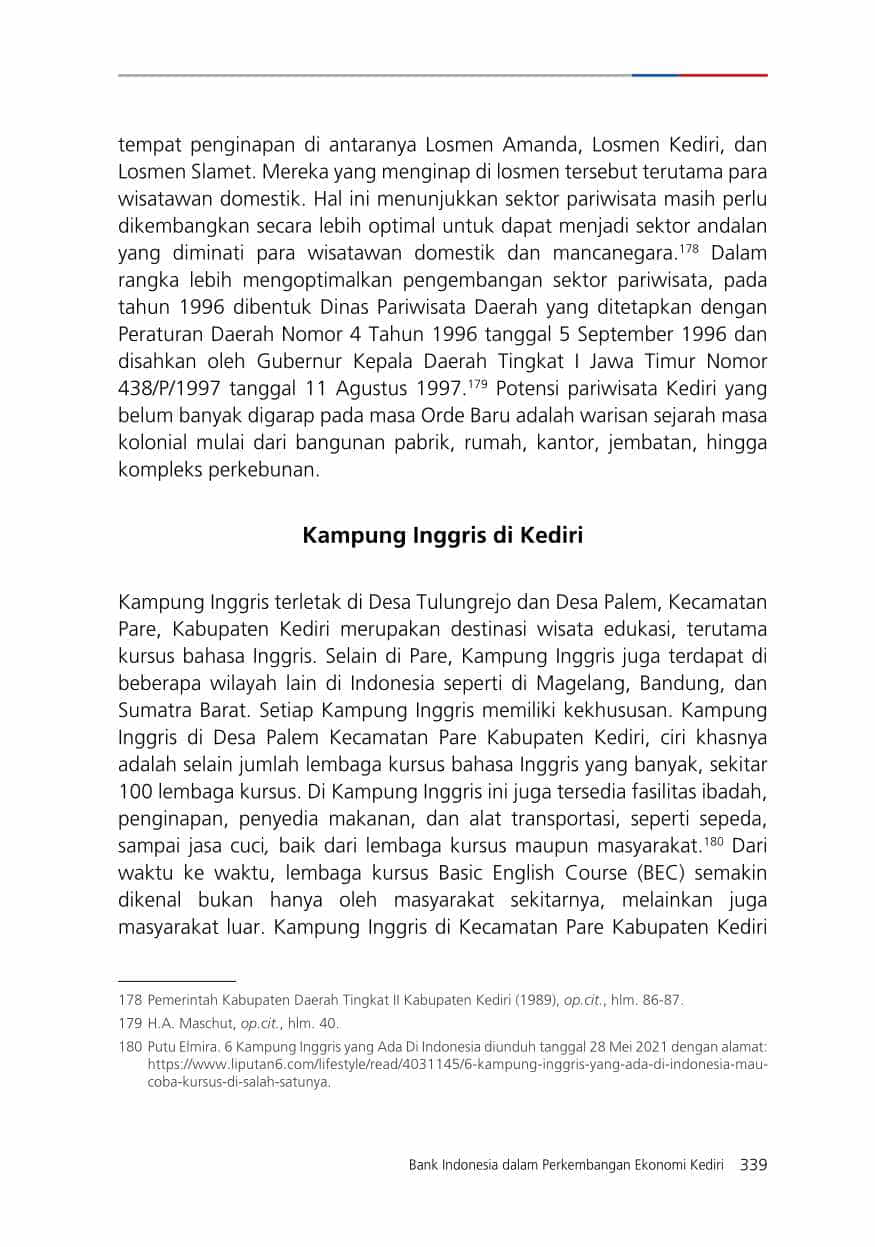 tempat penginapan di antaranya Losmen Amanda, Losmen Kediri, dan
Losmen Slamet. Mereka yang menginap di losmen tersebut terutama para
wisatawan domestik. Hal ini menunjukkan sektor pariwisata masih perlu
dikembangkan secara lebih optimal untuk dapat menjadi sektor andalan
yang diminati para wisatawan domestik dan mancanegara.178 Dalam
rangka lebih mengoptimalkan pengembangan sektor pariwisata, pada
tahun 1996 dibentuk Dinas Pariwisata Daerah yang ditetapkan dengan
Peraturan Daerah Nomor 4 Tahun 1996 tanggal 5 September 1996 dan
disahkan oleh Gubernur Kepala Daerah Tingkat I Jawa Timur Nomor
438/P/1997 tanggal 11 Agustus 1997.179 Potensi pariwisata Kediri yang
belum banyak digarap pada masa Orde Baru adalah warisan sejarah masa
kolonial mulai dari bangunan pabrik, rumah, kantor, jembatan, hingga
kompleks perkebunan.
Kampung Inggris di Kediri
Kampung Inggris terletak di Desa Tulungrejo dan Desa Palem, Kecamatan
Pare, Kabupaten Kediri merupakan destinasi wisata edukasi, terutama
kursus bahasa Inggris. Selain di Pare, Kampung Inggris juga terdapat di
beberapa wilayah lain di Indonesia seperti di Magelang, Bandung, dan
Sumatra Barat. Setiap Kampung Inggris memiliki kekhususan. Kampung
Inggris di Desa Palem Kecamatan Pare Kabupaten Kediri, ciri khasnya
adalah selain jumlah lembaga kursus bahasa Inggris yang banyak, sekitar
100 lembaga kursus. Di Kampung Inggris ini juga tersedia fasilitas ibadah,
penginapan, penyedia makanan, dan alat transportasi, seperti sepeda,
sampai jasa cuci, baik dari lembaga kursus maupun masyarakat.180 Dari
waktu ke waktu, lembaga kursus Basic English Course (BEC) semakin
dikenal bukan hanya oleh masyarakat sekitarnya, melainkan juga
masyarakat luar. Kampung Inggris di Kecamatan Pare Kabupaten Kediri
178 Pemerintah Kabupaten Daerah Tingkat II Kabupaten Kediri (1989), op.cit., hlm. 86-87.
179 H.A. Maschut, op.cit., hlm. 40.
180 Putu Elmira. 6 Kampung Inggris yang Ada Di Indonesia diunduh tanggal 28 Mei 2021 dengan alamat:
https://www.liputan6.com/lifestyle/read/4031145/6-kampung-inggris-yang-ada-di-indonesia-mau-
coba-kursus-di-salah-satunya.
Bank Indonesia dalam Perkembangan Ekonomi Kediri 339